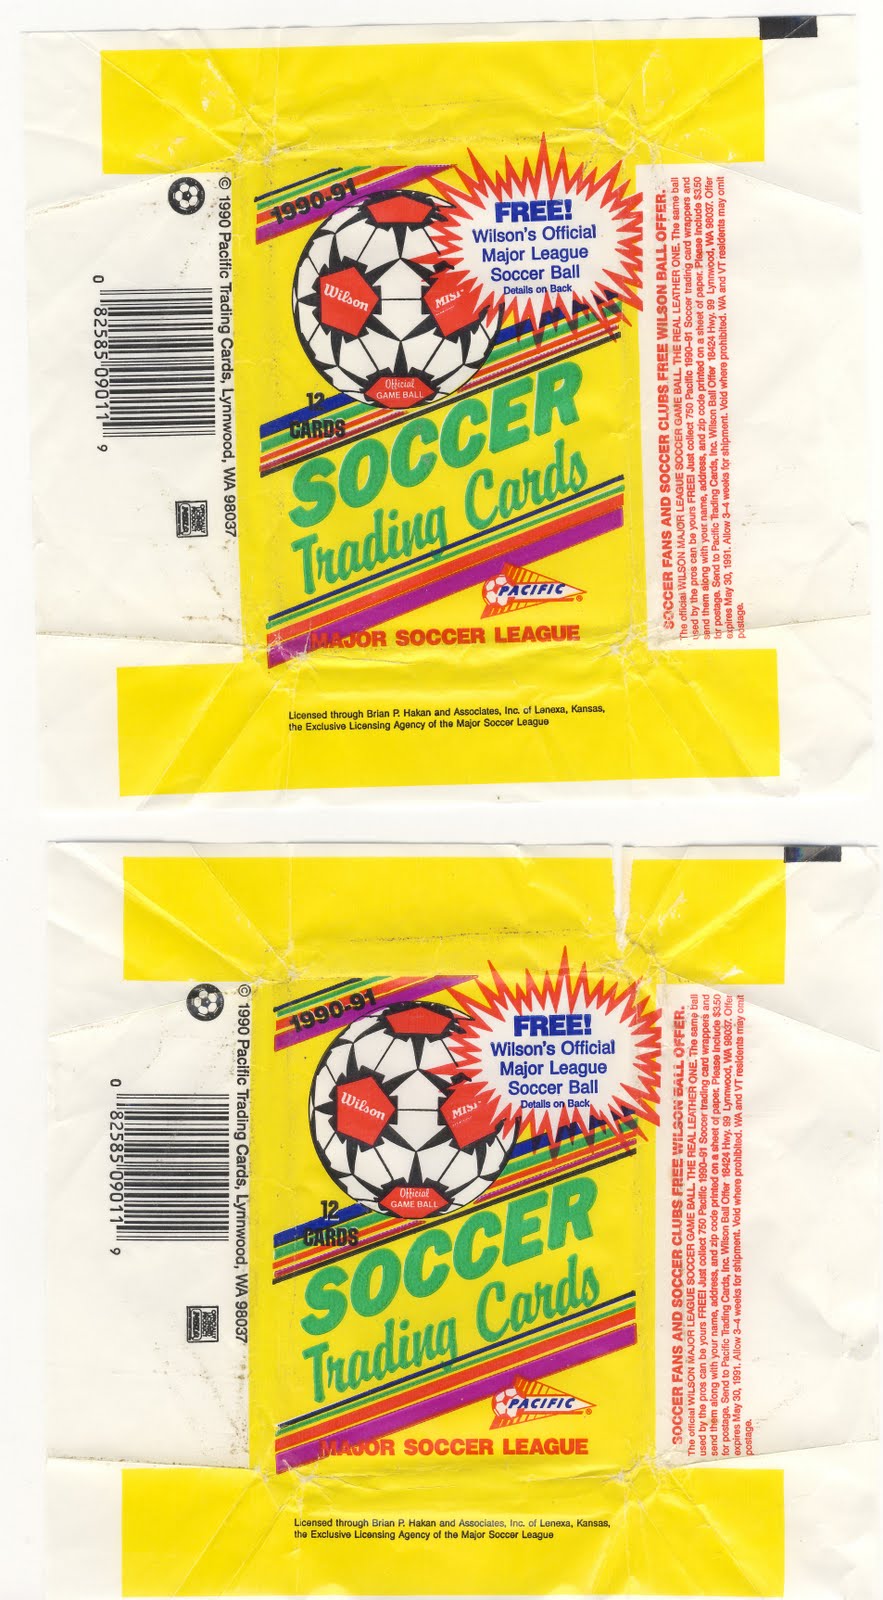 1990-91
FREE!
Wilson's Official
Major League
Soccer Ball
Details on Back
Wilson
MISL
Official
GAME BALL
12
CARDS
SOCCER
Trading Cards
PACIFIC
®
MAJOR SOCCER LEAGUE
Licensed through Brian P. Hakan and Associates, Inc. of Lenexa, Kansas,
the Exclusive Licensing Agency of the Major Soccer League
© 1990 Pacific Trading Cards, Lynnwood, WA 98037
0 82585 09011 9
SOCCER FANS AND SOCCER CLUBS FREE WILSON BALL OFFER.
The official WILSON MAJOR LEAGUE SOCCER GAME BALL THE REAL LEATHER ONE. The same ball
used by the pros can be yours FREE! Just collect 750 Pacific 1990–91 Soccer trading card wrappers and
send them along with your name, address, and zip code printed on a sheet of paper. Please include $3.50
for postage. Send to Pacific Trading Cards, Inc. Wilson Ball Offer 18424 Hwy. 99 Lynnwood, WA 98037. Offer
expires May 30, 1991. Allow 3–4 weeks for shipment. Void where prohibited. WA and VT residents may omit
postage.
1990-91
FREE!
Wilson's Official
Major League
Soccer Ball
Details on Back
Wilson
MISL
Official
GAME BALL
12
CARDS
SOCCER
Trading Cards
PACIFIC
®
MAJOR SOCCER LEAGUE
Licensed through Brian P. Hakan and Associates, Inc. of Lenexa, Kansas,
the Exclusive Licensing Agency of the Major Soccer League
© 1990 Pacific Trading Cards, Lynnwood, WA 98037
0 82585 09011 9
SOCCER FANS AND SOCCER CLUBS FREE WILSON BALL OFFER.
The official WILSON MAJOR LEAGUE SOCCER GAME BALL THE REAL LEATHER ONE. The same ball
used by the pros can be yours FREE! Just collect 750 Pacific 1990–91 Soccer trading card wrappers and
send them along with your name, address, and zip code printed on a sheet of paper. Please include $3.50
for postage. Send to Pacific Trading Cards, Inc. Wilson Ball Offer 18424 Hwy. 99 Lynnwood, WA 98037. Offer
expires May 30, 1991. Allow 3–4 weeks for shipment. Void where prohibited. WA and VT residents may omit
postage.